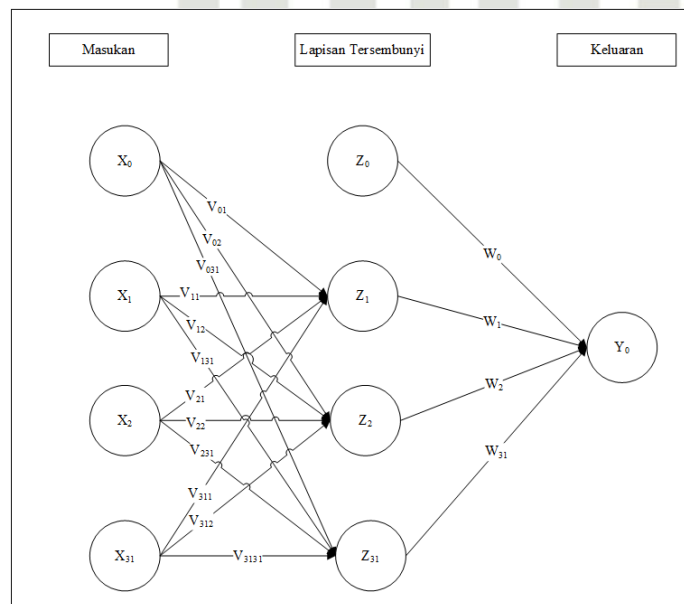 Masukan Lapisan Tersembunyi Keluaran
X₀ Z₀
V₀₁
V₀₂
W₀
V₀₃₁
X₁ V₁₁ Z₁
V₁₂ W₁
V₁₃₁ Y₀
V₂₁ W₂
X₂ V₂₂ Z₂
V₂₃₁ W₃₁
V₃₁₁
V₃₁₂
X₃₁ V₃₁₃₁ Z₃₁